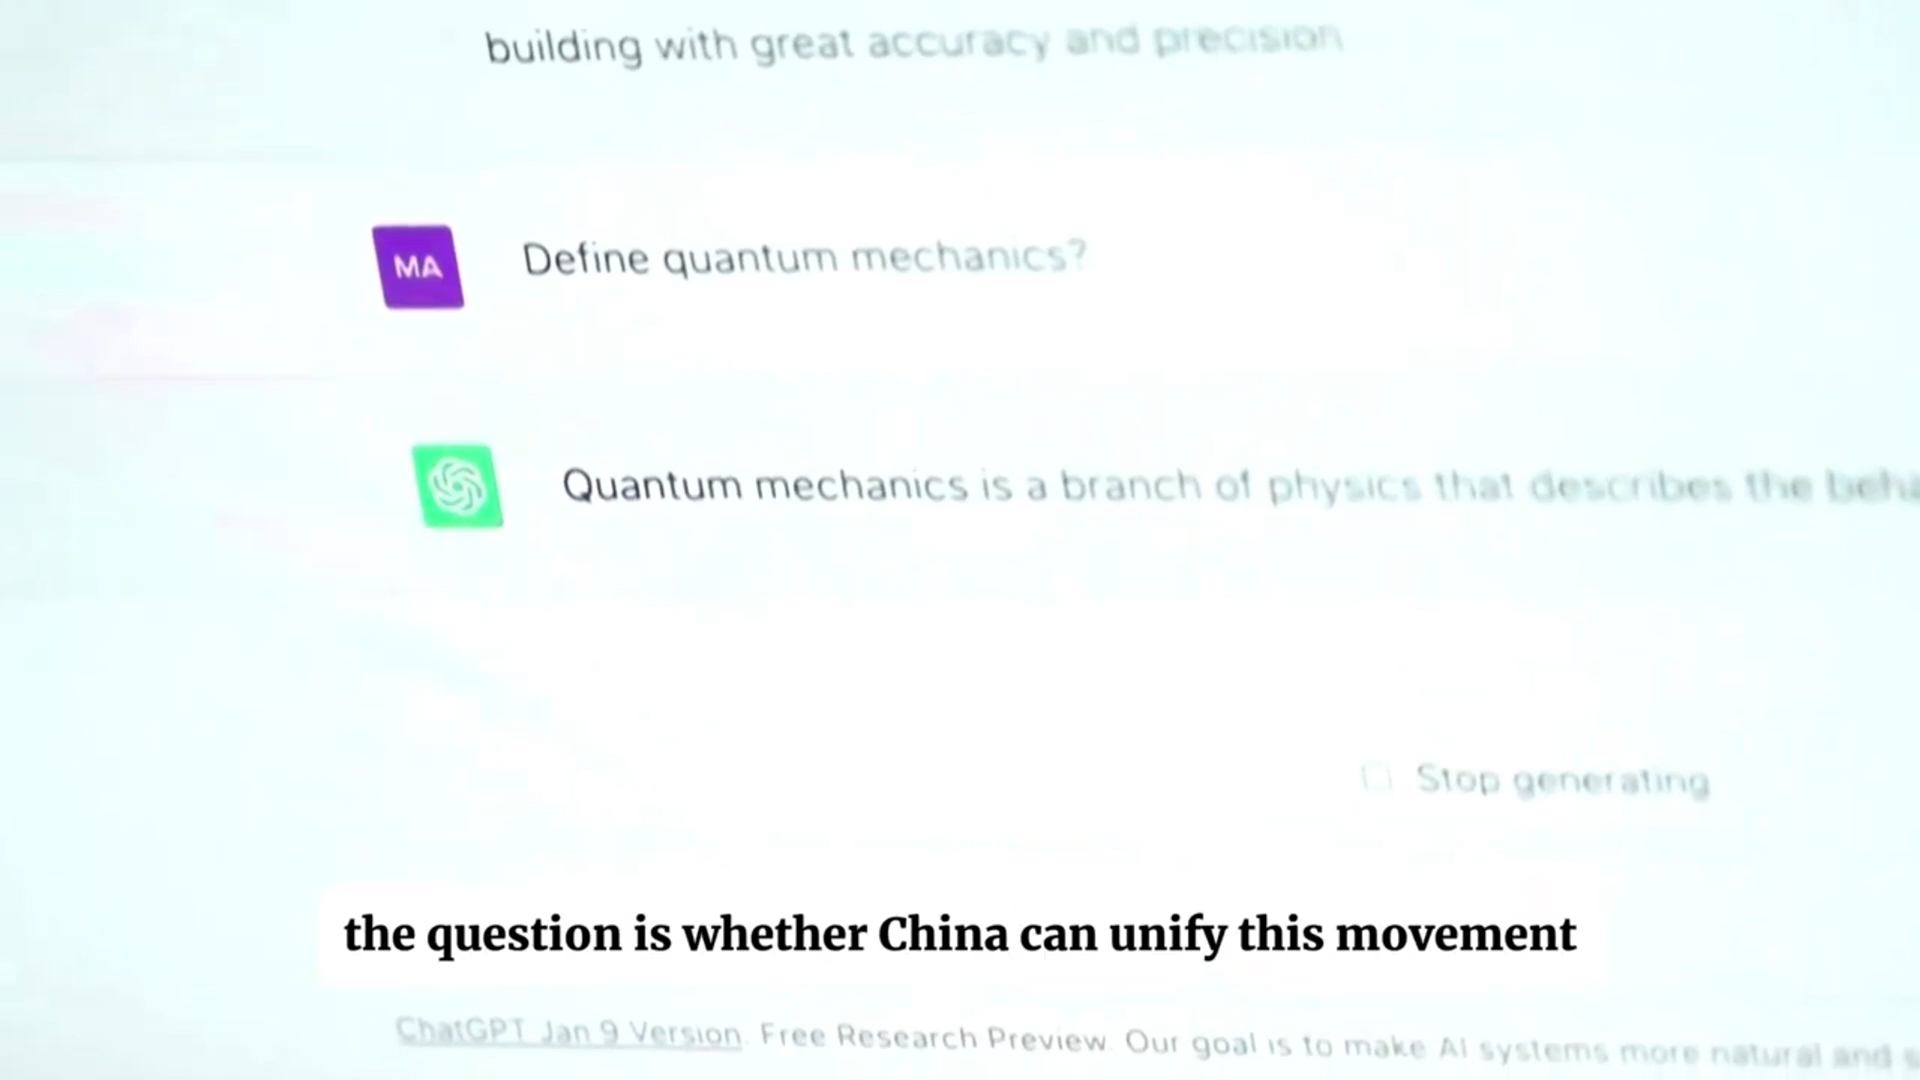 building with great accuracy and precision
MA
Define quantum mechanics?
Quantum mechanics is a branch of physics that describes the
Stop generating
the question is whether China can unify this movement
ChatGPT Jan 9 Version. Free Research Preview. Our goal is to make AI systems more natural and